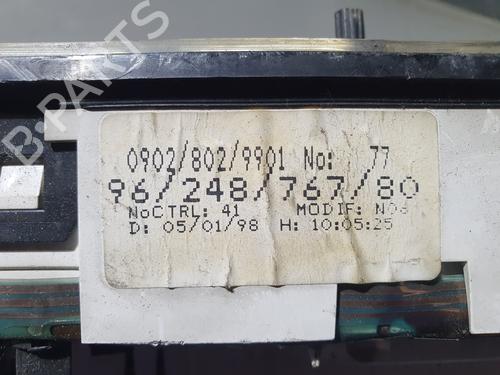 B-PARTS
0902/802/9901 No: 77
96/248/767/80
NoCTRL: 41 MODIF: N06
D: 05/01/98 H: 10:05:25